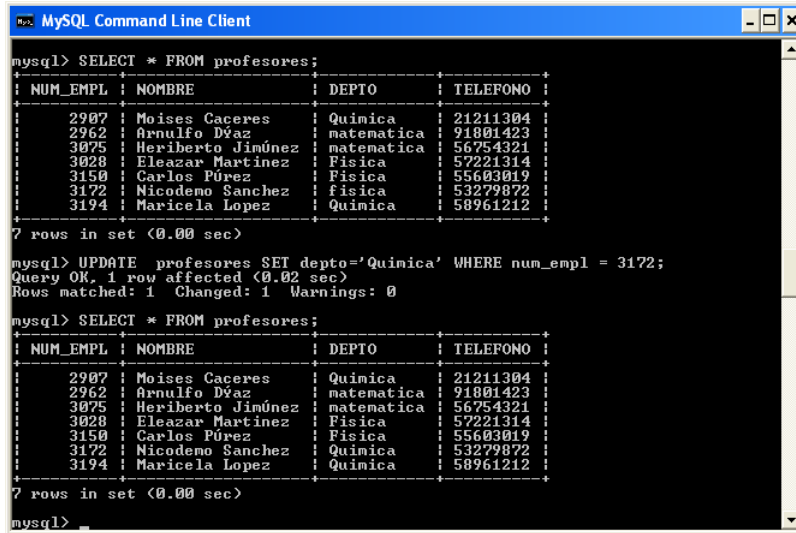 MySQL Command Line Client
mysql> SELECT * FROM profesores;
| NUM_EMPL | NOMBRE | DEPTO | TELEFONO |
| 2907 | Moises Caceres | Quimica | 21211304 |
| 2962 | Arnulfo DÝaz | matematica | 91801423 |
| 3075 | Heriberto JimÚnez | matematica | 56754321 |
| 3028 | Eleazar Martinez | Fisica | 57221314 |
| 3150 | Carlos PÚrez | Fisica | 55603019 |
| 3172 | Nicodemo Sanchez | fisica | 53279872 |
| 3194 | Maricela Lopez | Quimica | 58961212 |
7 rows in set (0.00 sec)
mysql> UPDATE  profesores SET depto='Quimica' WHERE num_empl = 3172;
Query OK, 1 row affected (0.02 sec)
Rows matched: 1  Changed: 1  Warnings: 0
mysql> SELECT * FROM profesores;
| NUM_EMPL | NOMBRE | DEPTO | TELEFONO |
| 2907 | Moises Caceres | Quimica | 21211304 |
| 2962 | Arnulfo DÝaz | matematica | 91801423 |
| 3075 | Heriberto JimÚnez | matematica | 56754321 |
| 3028 | Eleazar Martinez | Fisica | 57221314 |
| 3150 | Carlos PÚrez | Fisica | 55603019 |
| 3172 | Nicodemo Sanchez | Quimica | 53279872 |
| 3194 | Maricela Lopez | Quimica | 58961212 |
7 rows in set (0.00 sec)
mysql> _